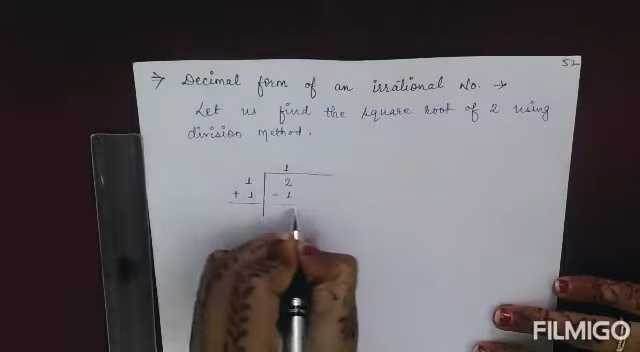 52
⇒ Decimal form of an irrational No. →
Let us find the square root of 2 using
division method.
1
1 2
+ 1 - 1
FILMIGO